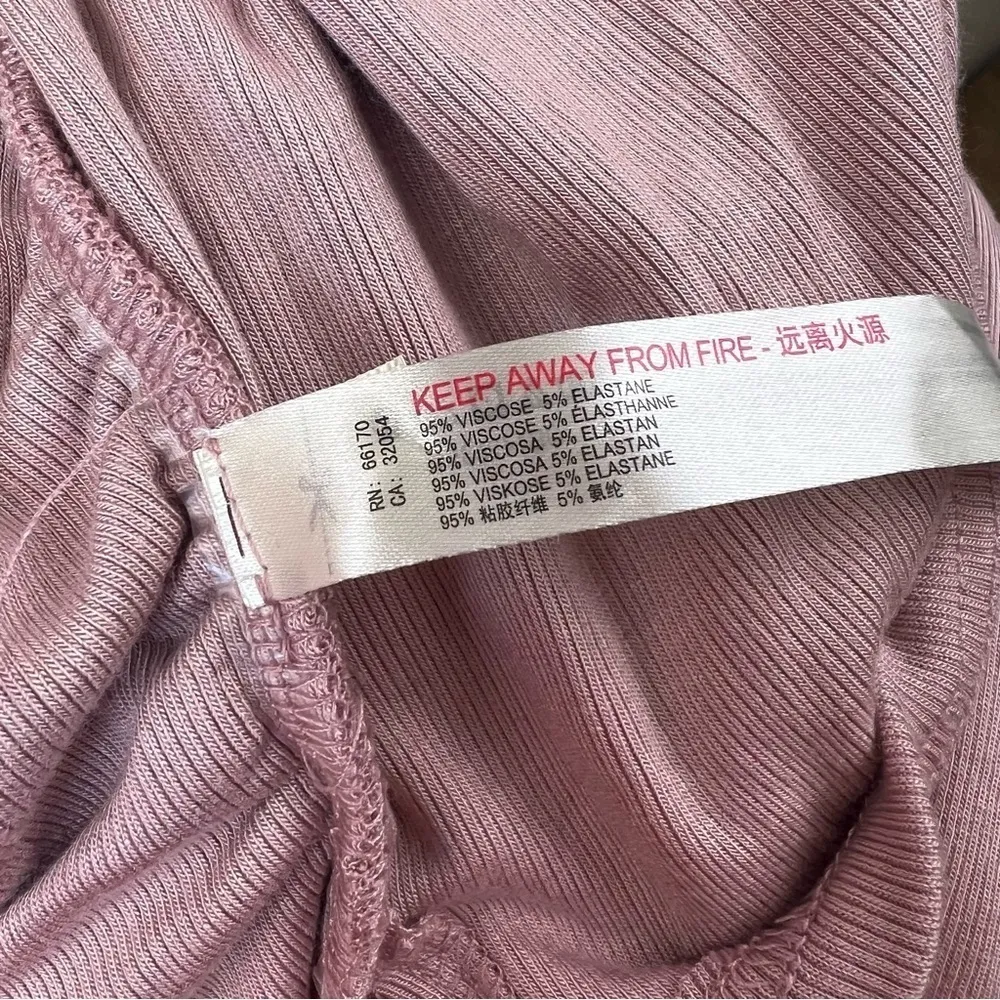 KEEP AWAY FROM FIRE - 远离火源
95% VISCOSE 5% ELASTANE
95% VISCOSE 5% ÉLASTHANNE
95% VISCOSA 5% ELASTAN
95% VISCOSA 5% ELASTAN
95% VISKOSE 5% ELASTANE
95% 粘胶纤维 5% 氨纶
RN: 66170
CA: 32054